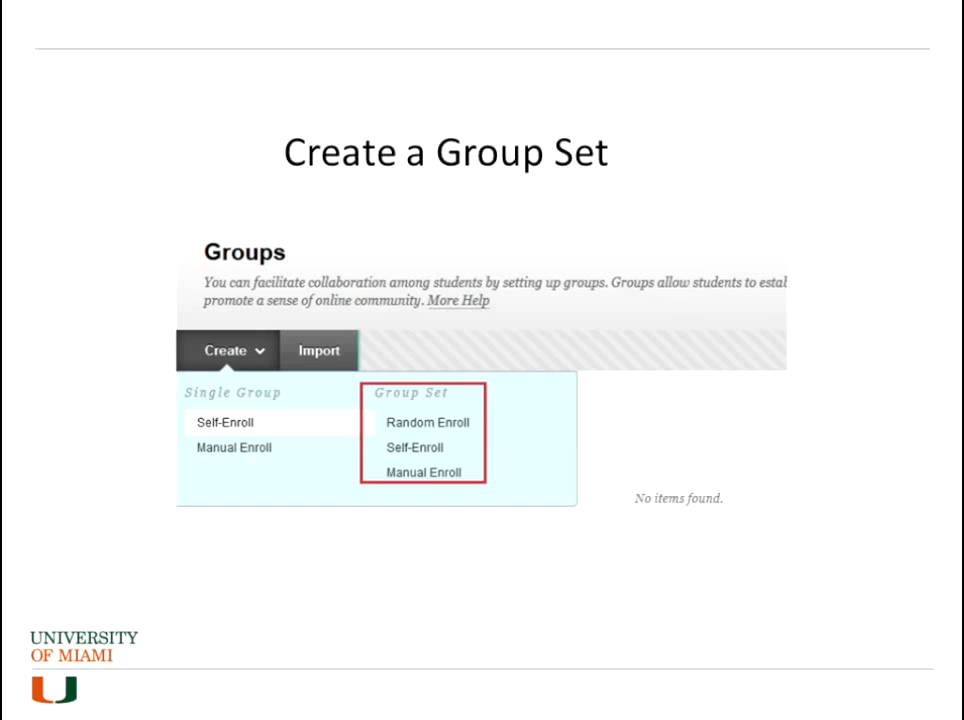 Create a Group Set
Groups
You can facilitate collaboration among students by setting up groups. Groups allow students to estal
promote a sense of online community. More Help
Create Import
Single Group Group Set
Self-Enroll Random Enroll
Manual Enroll Self-Enroll
Manual Enroll
No items found.
UNIVERSITY
OF MIAMI